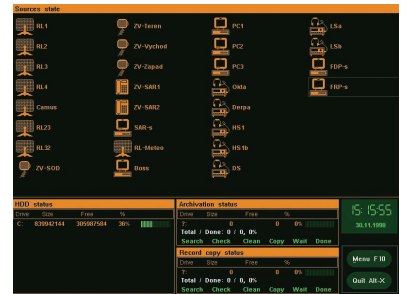 Sources state
RL1 ZV-Teren PC1 LSa
RL2 ZV-Vychod PC2 LSb
RL3 ZV-Zapad PC3 FDP-s
RL4 ZV-SAR1 Okla FRP-s
Camus ZV-SAR2 Derpa
RL23 SAR-s HS1
RL32 RL-Meteo HS1b
ZV-SOD Boss DS
HDD status
Drive Size Free %
C: 839942144 305987584 36%
Archivation status
Drive Size Free %
?: 0 0 0%
Total / Done: 0 / 0, 0%
Search Check Clean Copy Wait Done
Record copy status
Drive Size Free %
?: 0 0 0%
Total / Done: 0 / 0, 0%
Search Check Clean Copy Wait Done
15:15:55
30.11.1998
Menu F10
Quit Alt-X